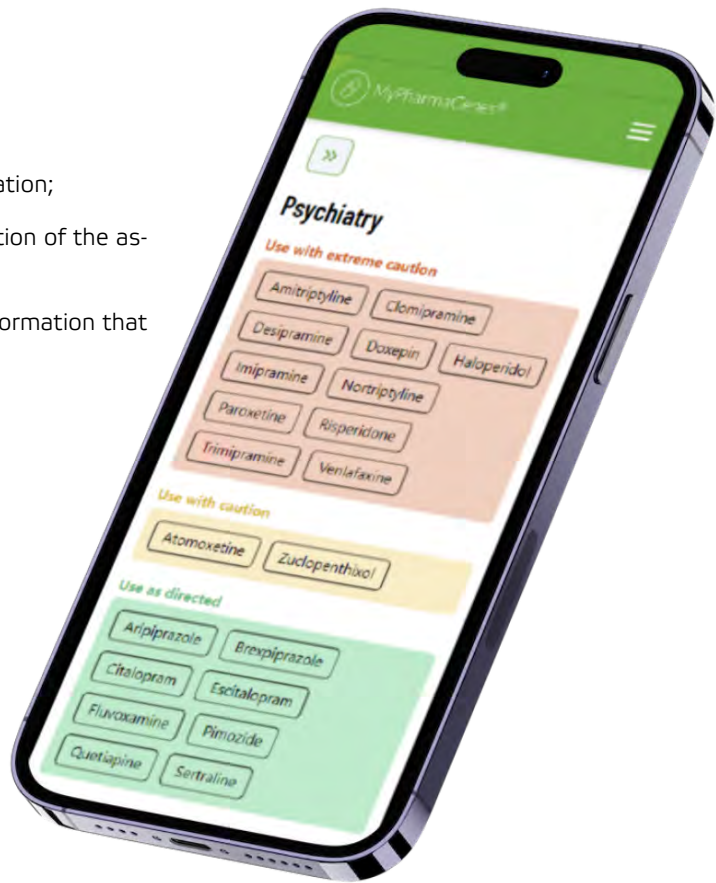 ation;
tion of the as-
formation that
MyPharmaGenes®
»
Psychiatry
Use with extreme caution
Amitriptyline Clomipramine
Desipramine Doxepin Haloperidol
Imipramine Nortriptyline
Paroxetine Risperidone
Trimipramine Venlafaxine
Use with caution
Atomoxetine Zuclopenthixol
Use as directed
Aripiprazole Brexpiprazole
Citalopram Escitalopram
Fluvoxamine Pimozide
Quetiapine Sertraline